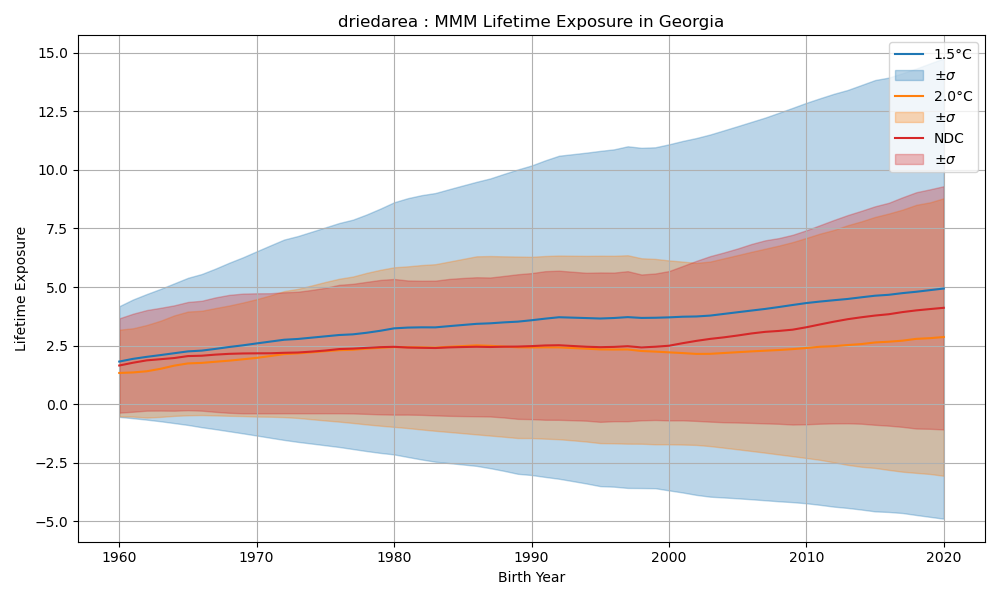 driedarea : MMM Lifetime Exposure in Georgia
15.0
12.5
10.0
7.5
5.0
2.5
0.0
−2.5
−5.0
Lifetime Exposure
1.5°C
±σ
2.0°C
±σ
NDC
±σ
1960 1970 1980 1990 2000 2010 2020
Birth Year